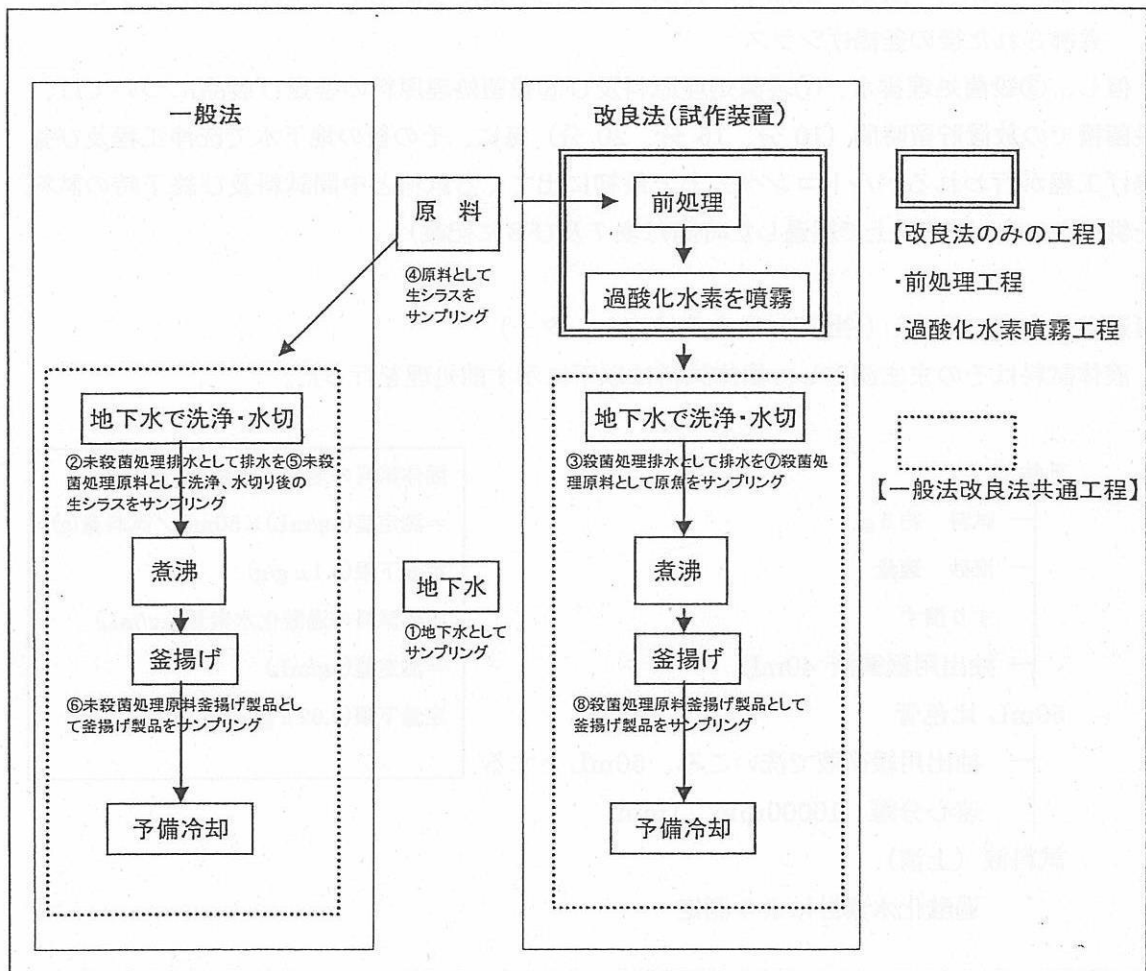 一般法
原　料
④原料として
生シラスを
サンプリング
地下水で洗浄・水切
②未殺菌処理排水として排水を⑤未殺
菌処理原料として洗浄、水切り後の
生シラスをサンプリング
煮沸
釜揚げ
⑥未殺菌処理原料釜揚げ製品とし
て釜揚げ製品をサンプリング
予備冷却
地下水
①地下水として
サンプリング
改良法(試作装置)
前処理
過酸化水素を噴霧
地下水で洗浄・水切
③殺菌処理排水として排水を⑦殺菌処
理原料として原魚をサンプリング
煮沸
釜揚げ
⑧殺菌処理原料釜揚げ製品として
釜揚げ製品をサンプリング
予備冷却
【改良法のみの工程】
・前処理工程
・過酸化水素噴霧工程
【一般法改良法共通工程】